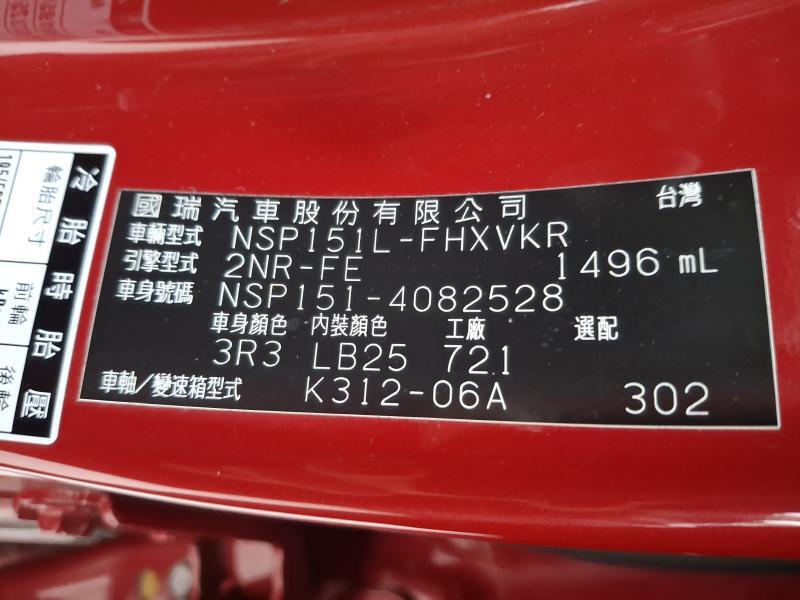 國瑞汽車股份有限公司 台灣
車輛型式 NSP151L-FHXVKR
引擎型式 2NR-FE 1496 mL
車身號碼 NSP151-4082528
車身顏色 內裝顏色 工廠 選配
3R3 LB25 72.1
車軸／變速箱型式 K312-06A 302
冷胎時胎壓
輪胎尺寸
前輪
後輪